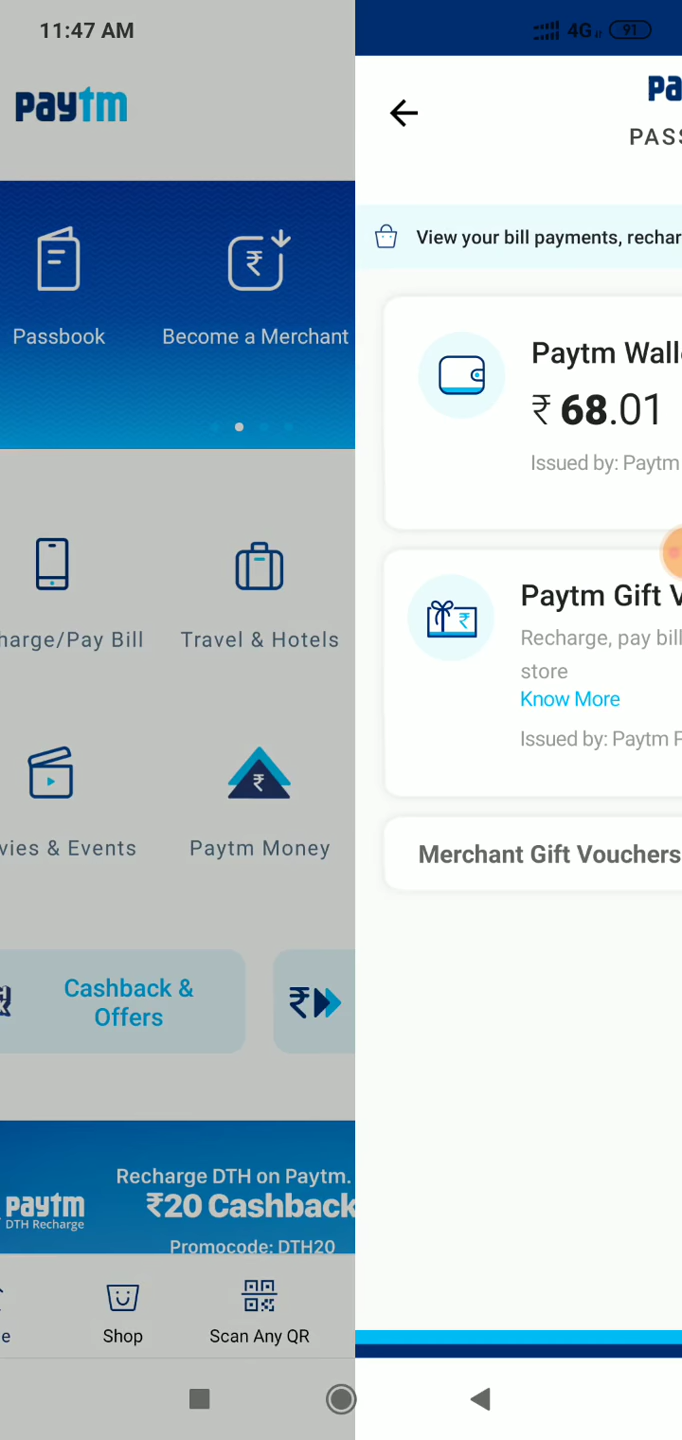 11:47 AM
4G 91
paytm
Passbook
Become a Merchant
harge/Pay Bill
Travel & Hotels
vies & Events
Paytm Money
Cashback &
Offers
Recharge DTH on Paytm.
paytm
DTH Recharge
₹20 Cashback
Promocode: DTH20
e
Shop
Scan Any QR
pa
PASS
View your bill payments, rechar
Paytm Walle
₹ 68.01
Issued by: Paytm
Paytm Gift V
Recharge, pay bill
store
Know More
Issued by: Paytm P
Merchant Gift Vouchers